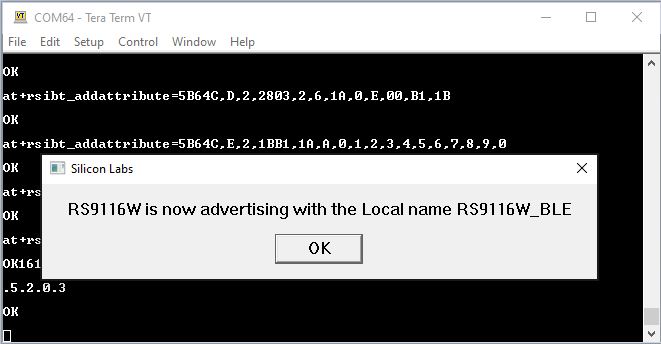 COM64 - Tera Term VT
File Edit Setup Control Window Help
OK
at+rsibt_addattribute=5B64C,D,2,2803,2,6,1A,0,E,00,B1,1B
OK
at+rsibt_addattribute=5B64C,E,2,1BB1,1A,A,0,1,2,3,4,5,6,7,8,9,0
OK
Silicon Labs
at+rs
RS9116W is now advertising with the Local name RS9116W_BLE
OK
at+rs
OK
OK161
.5.2.0.3
OK